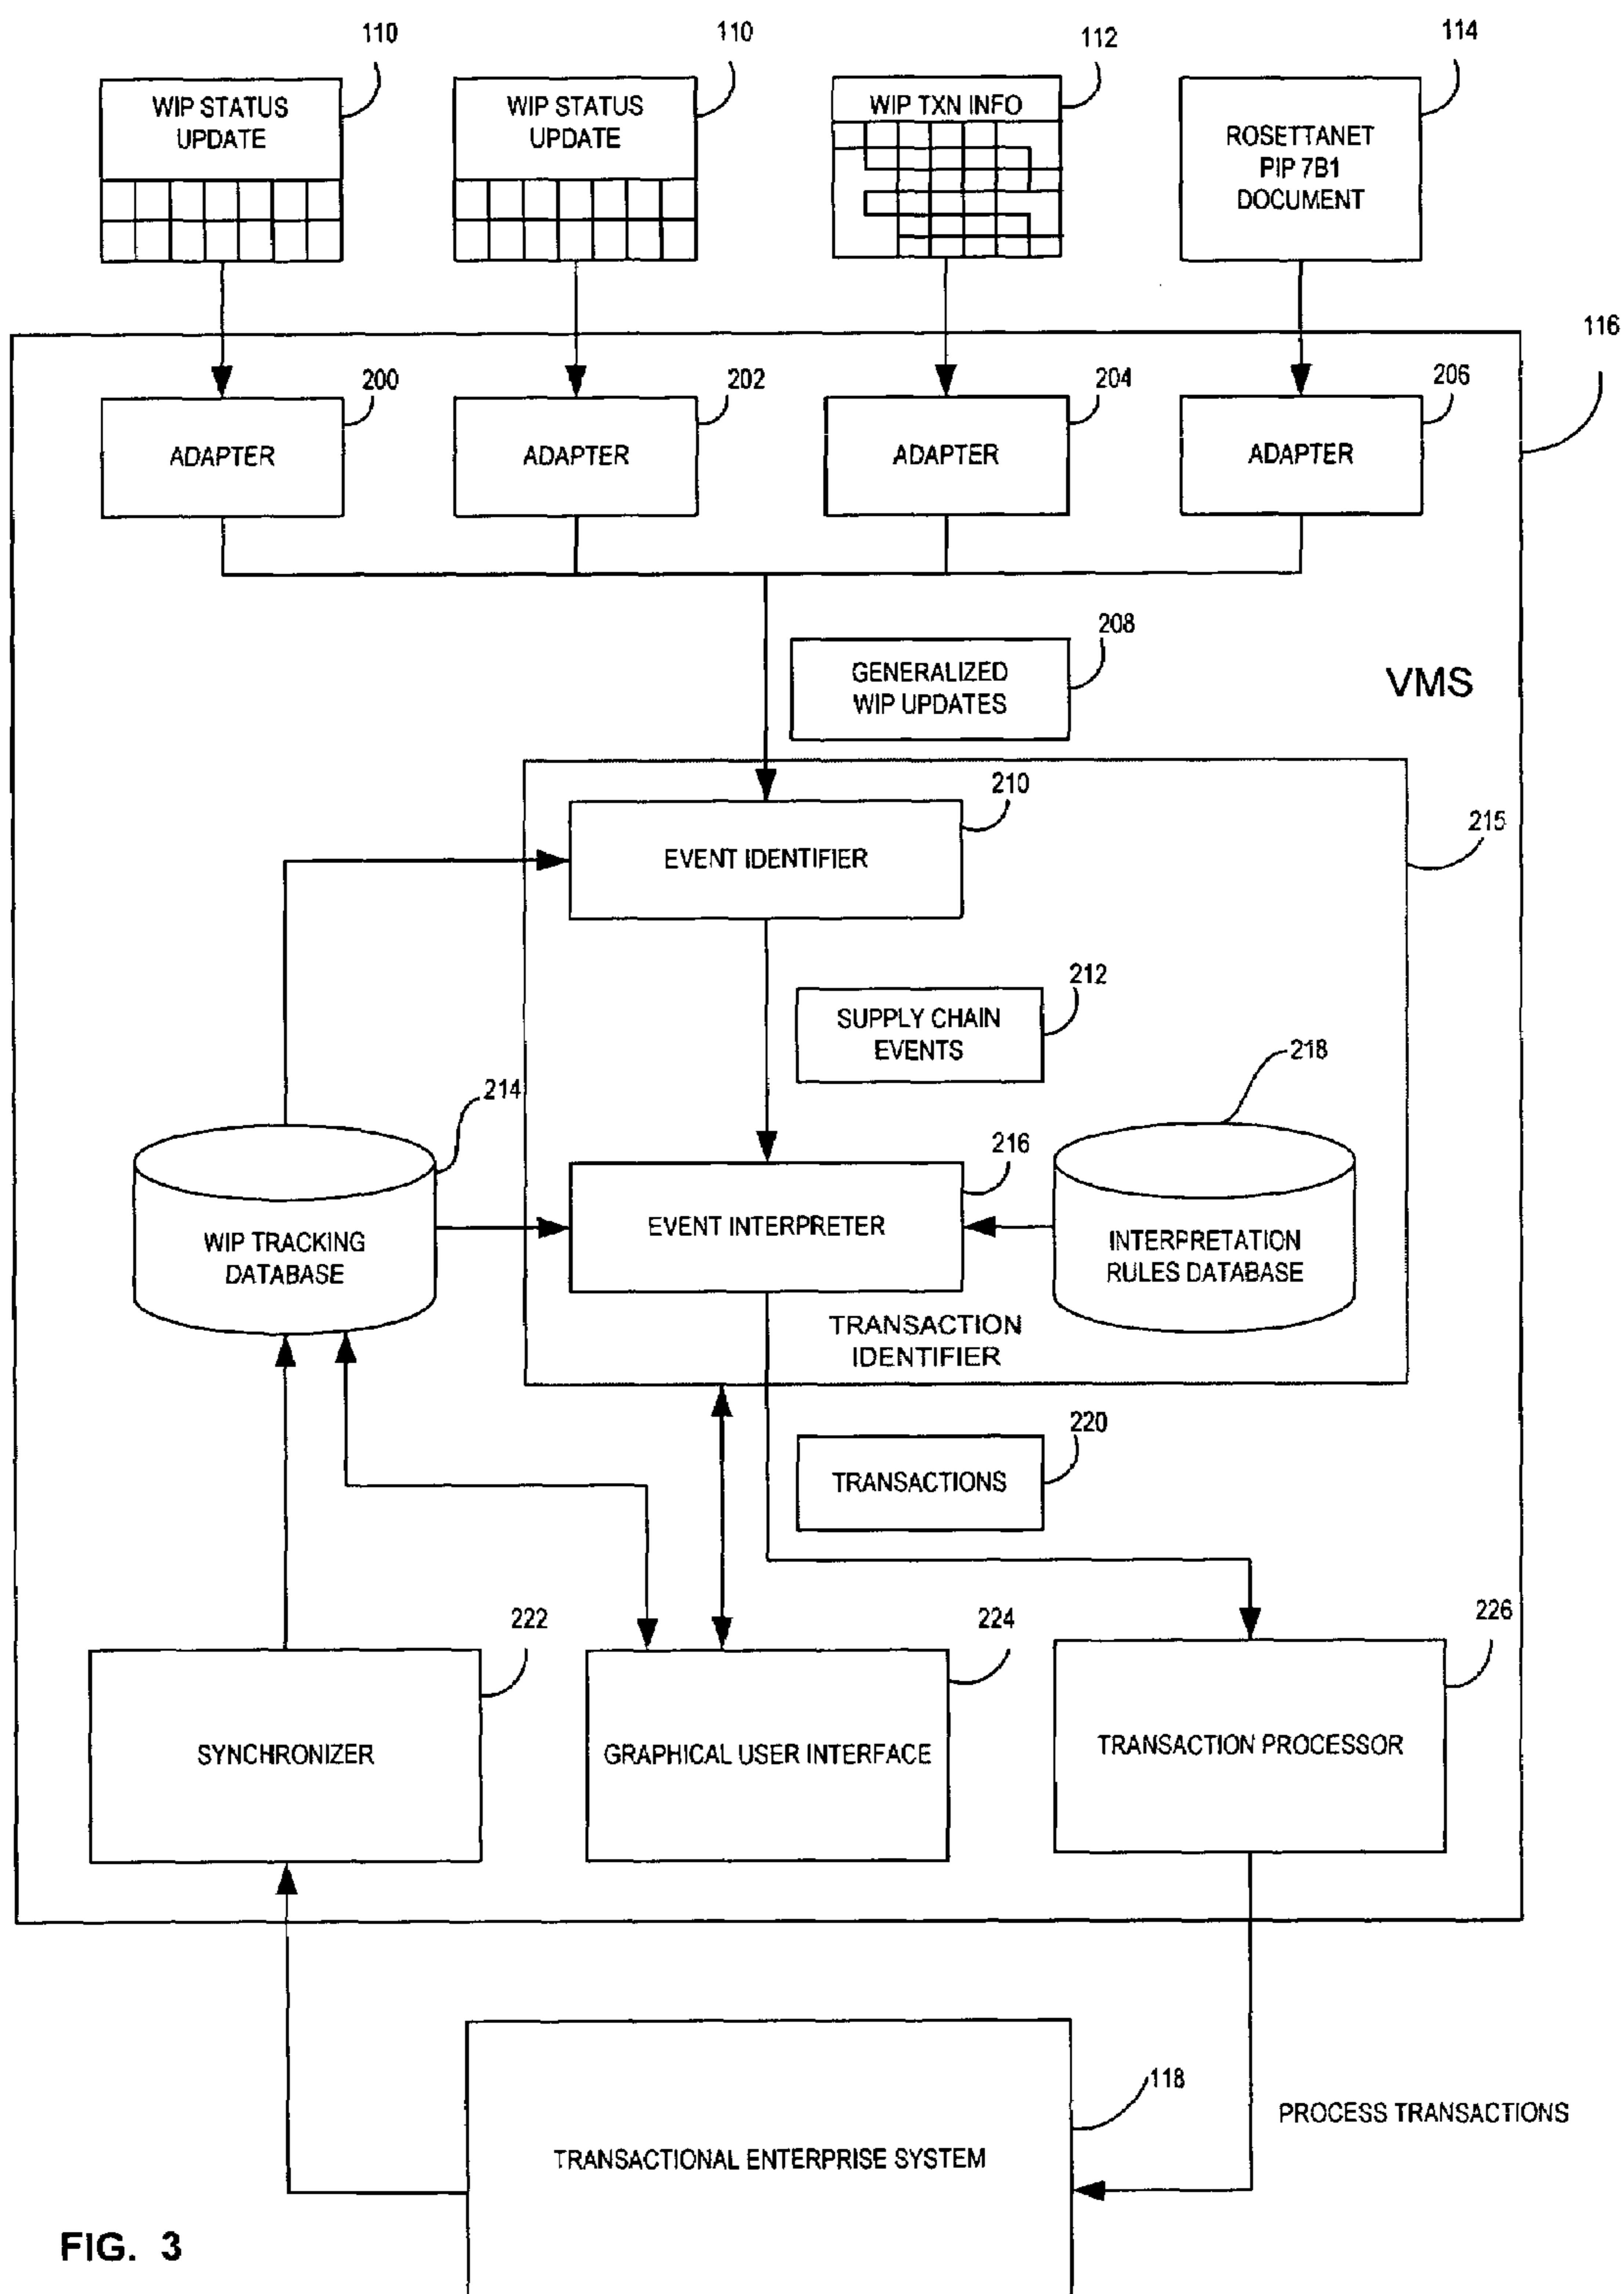 110
110
112
114
WIP STATUS
UPDATE
WIP STATUS
UPDATE
WIP TXN INFO
ROSETTANET
PIP 7B1
DOCUMENT
116
200
202
204
206
ADAPTER
ADAPTER
ADAPTER
ADAPTER
208
GENERALIZED
WIP UPDATES
VMS
210
215
EVENT IDENTIFIER
212
SUPPLY CHAIN
EVENTS
218
214
216
EVENT INTERPRETER
WIP TRACKING
DATABASE
INTERPRETATION
RULES DATABASE
TRANSACTION
IDENTIFIER
220
TRANSACTIONS
222
224
226
SYNCHRONIZER
GRAPHICAL USER INTERFACE
TRANSACTION PROCESSOR
118
PROCESS TRANSACTIONS
TRANSACTIONAL ENTERPRISE SYSTEM
FIG. 3